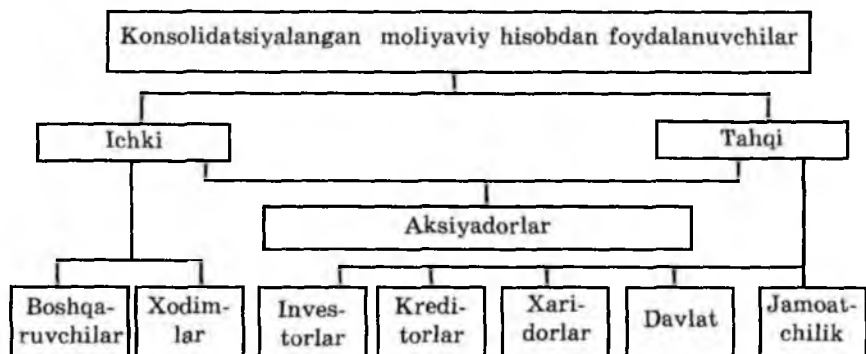 Konsolidatsiyalangan moliyaviy hisobdan foydalanuvchilar
Ichki
Tahqi
Aksiyadorlar
Boshqa-
ruvchilar
Xodim-
lar
Inves-
torlar
Kredi-
torlar
Xari-
dorlar
Davlat
Jamoat-
chilik